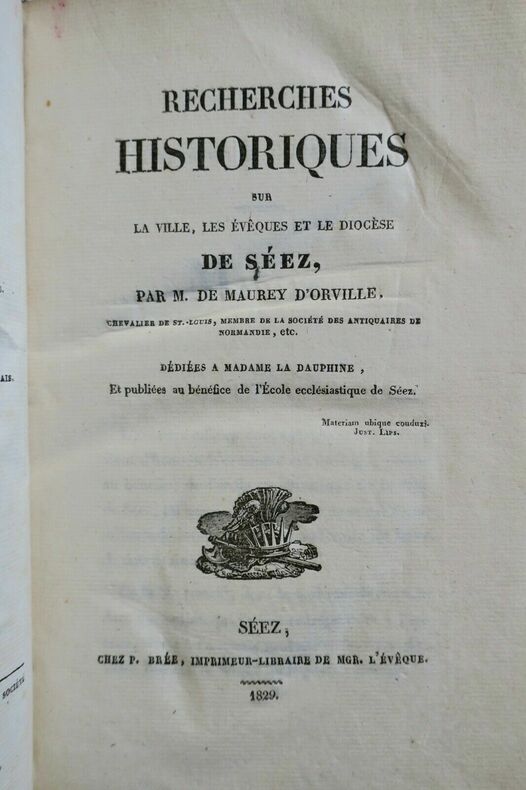 RECHERCHES
HISTORIQUES
SUR
LA VILLE, LES ÉVÊQUES ET LE DIOCÈSE
DE SÉEZ,
PAR M. DE MAUREY D'ORVILLE,
CHEVALIER DE ST.-LOUIS, MEMBRE DE LA SOCIÉTÉ DES ANTIQUAIRES DE
NORMANDIE, etc.
DÉDIÉES A MADAME LA DAUPHINE,
Et publiées au bénéfice de l'École ecclésiastique de Séez.
Materiam ubique conduxi.
JUST. LIPS.
SÉEZ,
CHEZ P. BRÉE, IMPRIMEUR-LIBRAIRE DE MGR. L'ÉVÊQUE.
1829.
AIS.
SOCIÉTÉ